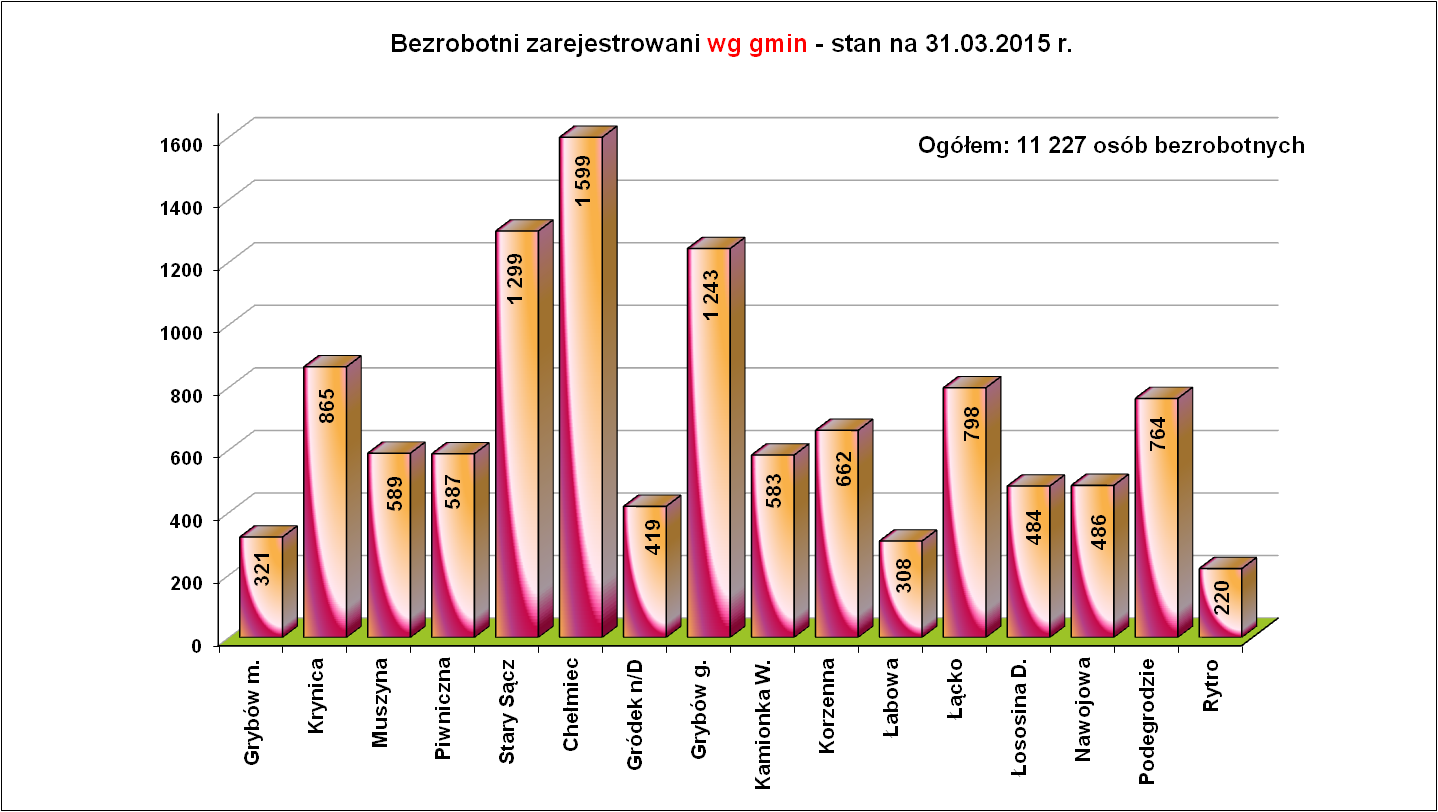 Bezrobotni zarejestrowani wg gmin - stan na 31.03.2015 r.
Ogółem: 11 227 osób bezrobotnych
1600
1400
1200
1000
800
600
400
200
0
321
865
589
587
1 299
1 599
419
1 243
583
662
308
798
484
486
764
220
Grybów m.
Krynica
Muszyna
Piwniczna
Stary Sącz
Chełmiec
Gródek n/D
Grybów g.
Kamionka W.
Korzenna
Łabowa
Łącko
Łososina D.
Nawojowa
Podegrodzie
Rytro